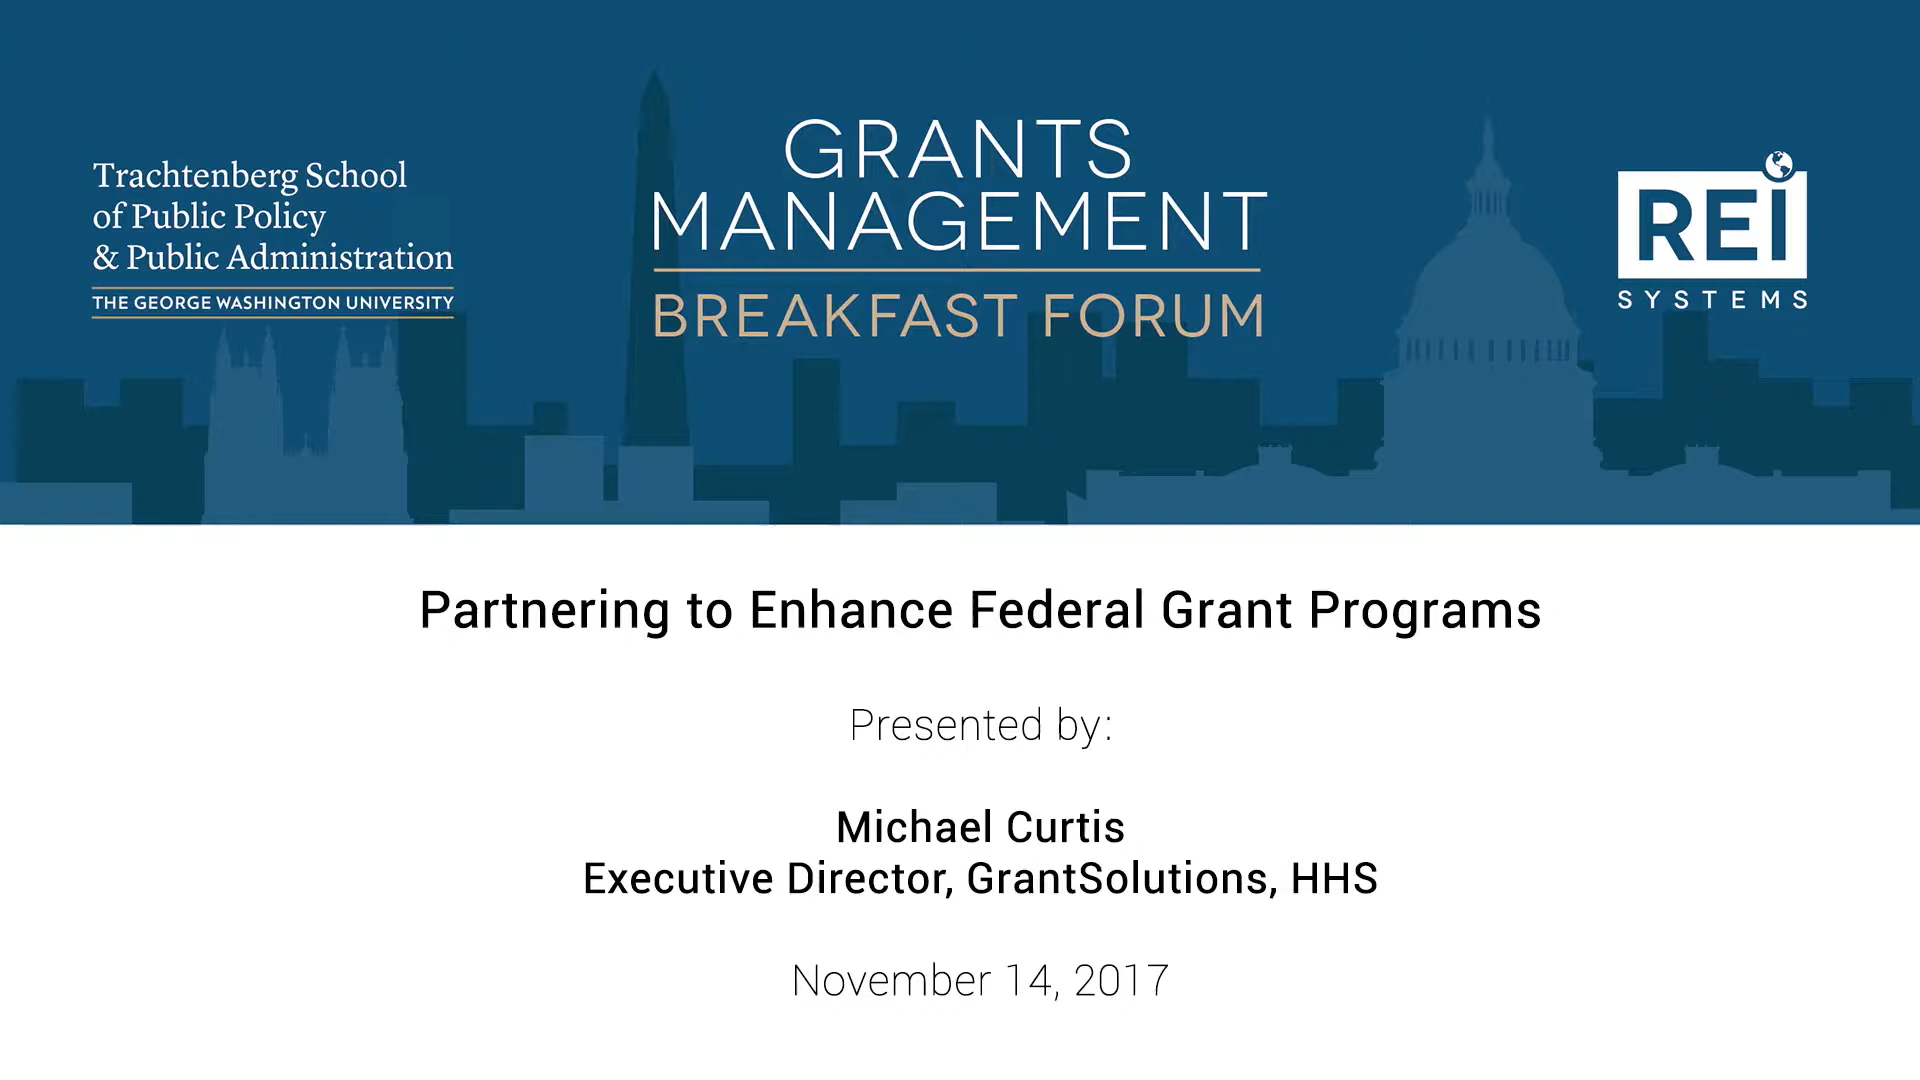 Trachtenberg School
of Public Policy
& Public Administration
THE GEORGE WASHINGTON UNIVERSITY
GRANTS
MANAGEMENT
BREAKFAST FORUM
REI
SYSTEMS
Partnering to Enhance Federal Grant Programs
Presented by:
Michael Curtis
Executive Director, GrantSolutions, HHS
November 14, 2017